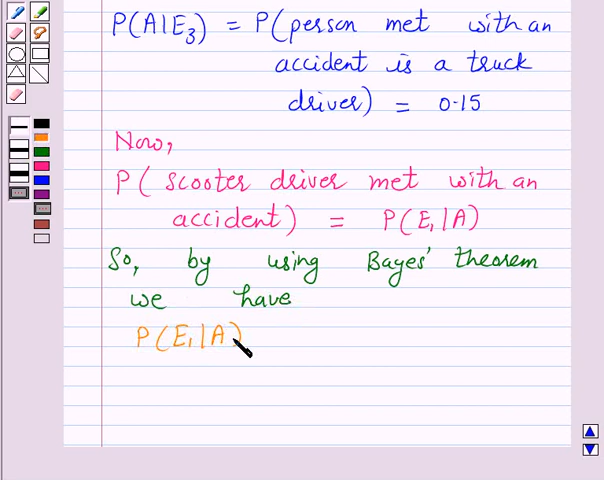 P(A|E₃) = P(person met with an
accident is a truck
driver) = 0.15
Now,
P( scooter driver met with an
accident) = P(E₁|A)
So, by using Bayes' theorem
we have
P(E₁|A)